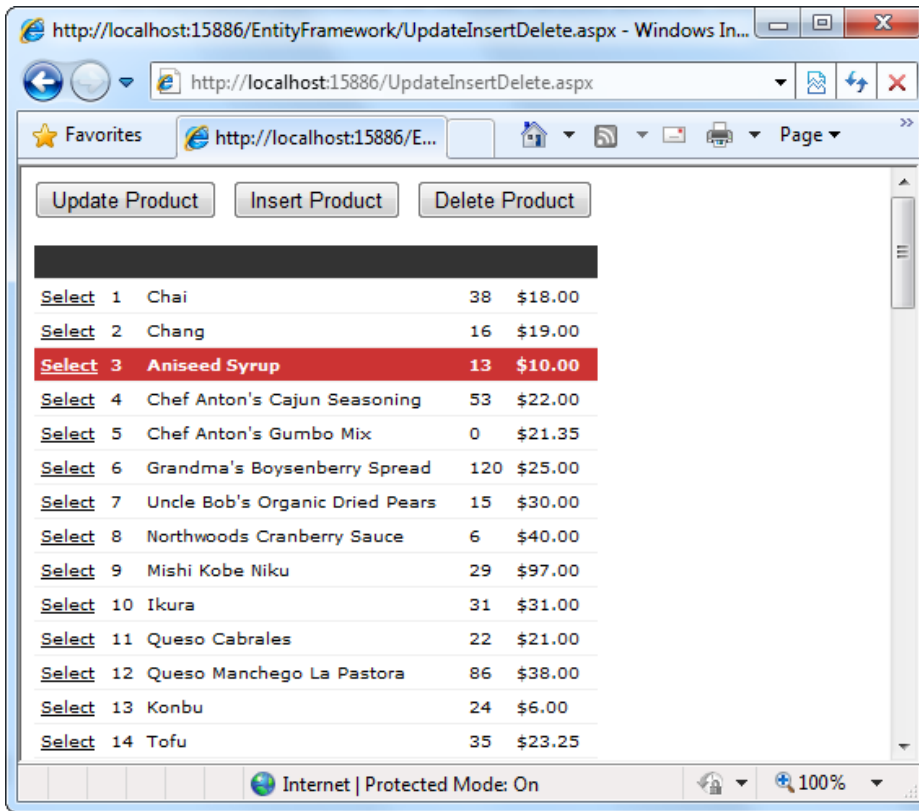 http://localhost:15886/EntityFramework/UpdateInsertDelete.aspx - Windows In...
http://localhost:15886/UpdateInsertDelete.aspx
Favorites http://localhost:15886/E... Page »
Update Product Insert Product Delete Product
Select 1 Chai 38 $18.00
Select 2 Chang 16 $19.00
Select 3 Aniseed Syrup 13 $10.00
Select 4 Chef Anton's Cajun Seasoning 53 $22.00
Select 5 Chef Anton's Gumbo Mix 0 $21.35
Select 6 Grandma's Boysenberry Spread 120 $25.00
Select 7 Uncle Bob's Organic Dried Pears 15 $30.00
Select 8 Northwoods Cranberry Sauce 6 $40.00
Select 9 Mishi Kobe Niku 29 $97.00
Select 10 Ikura 31 $31.00
Select 11 Queso Cabrales 22 $21.00
Select 12 Queso Manchego La Pastora 86 $38.00
Select 13 Konbu 24 $6.00
Select 14 Tofu 35 $23.25
Internet | Protected Mode: On 100%